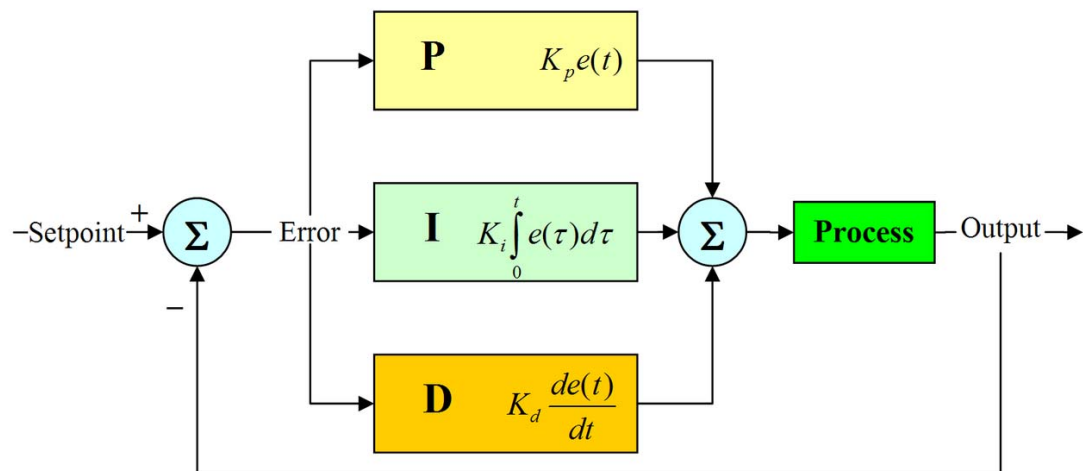 P K_p e(t)
Setpoint + Σ Error I K_i ∫_0^t e(τ)dτ Σ Process Output
−
D K_d de(t)/dt